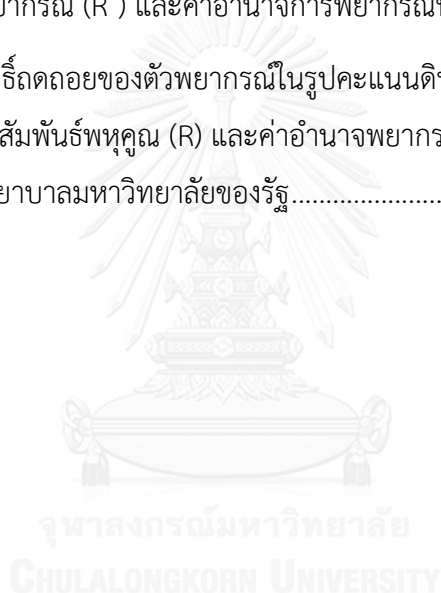 ยากรณ์ (R ) และค่าอำนาจการพยากรณ์
ธิ์ถดถอยของตัวพยากรณ์ในรูปคะแนนดิ
สัมพันธ์พหุคูณ (R) และค่าอำนาจพยากร
ยาบาลมหาวิทยาลัยของรัฐ.....................
จุฬาลงกรณ์มหาวิทยาลัย
CHULALONGKORN UNIVERSITY